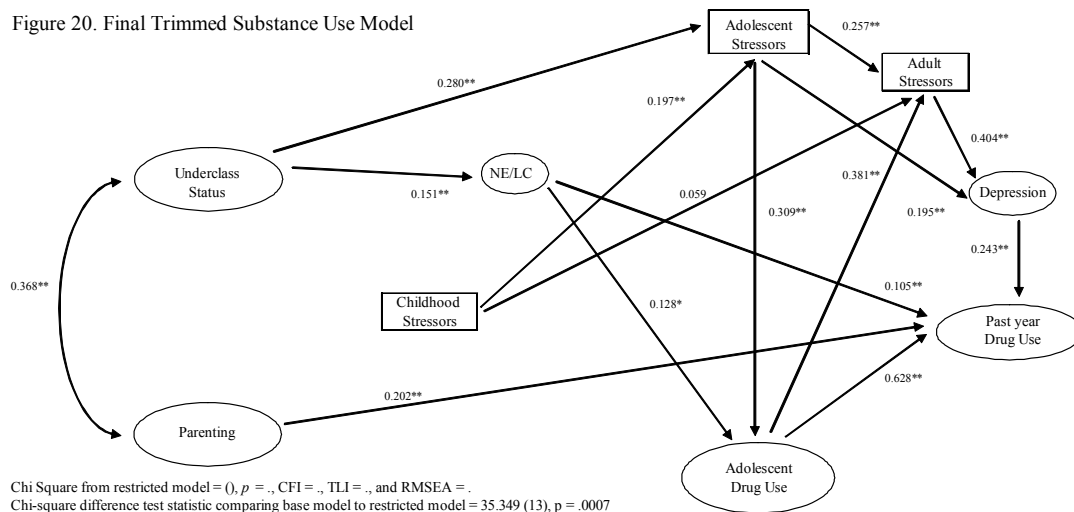 Figure 20. Final Trimmed Substance Use Model
Adolescent
Stressors
0.257**
Adult
Stressors
0.280**
0.197**
0.404**
Underclass
Status
NE/LC
0.151**
0.059
0.381**
Depression
0.309**
0.195**
0.243**
0.368**
0.105**
Childhood
Stressors
0.128*
Past year
Drug Use
0.202**
0.628**
Parenting
Adolescent
Drug Use
Chi Square from restricted model = (), p = ., CFI = ., TLI = ., and RMSEA = .
Chi-square difference test statistic comparing base model to restricted model = 35.349 (13), p = .0007